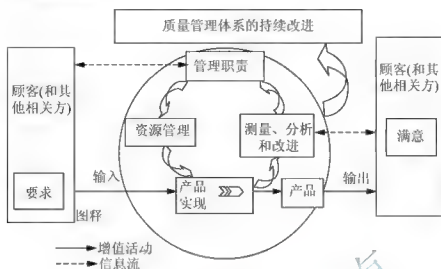 质量管理体系的持续改进
顾客(和其
他相关方)
管理职责
顾客(和其
他相关方)
资源管理
测量、分析
和改进
满意
要求
输入
产品
实现
产品
输出
图释
增值活动
信息流